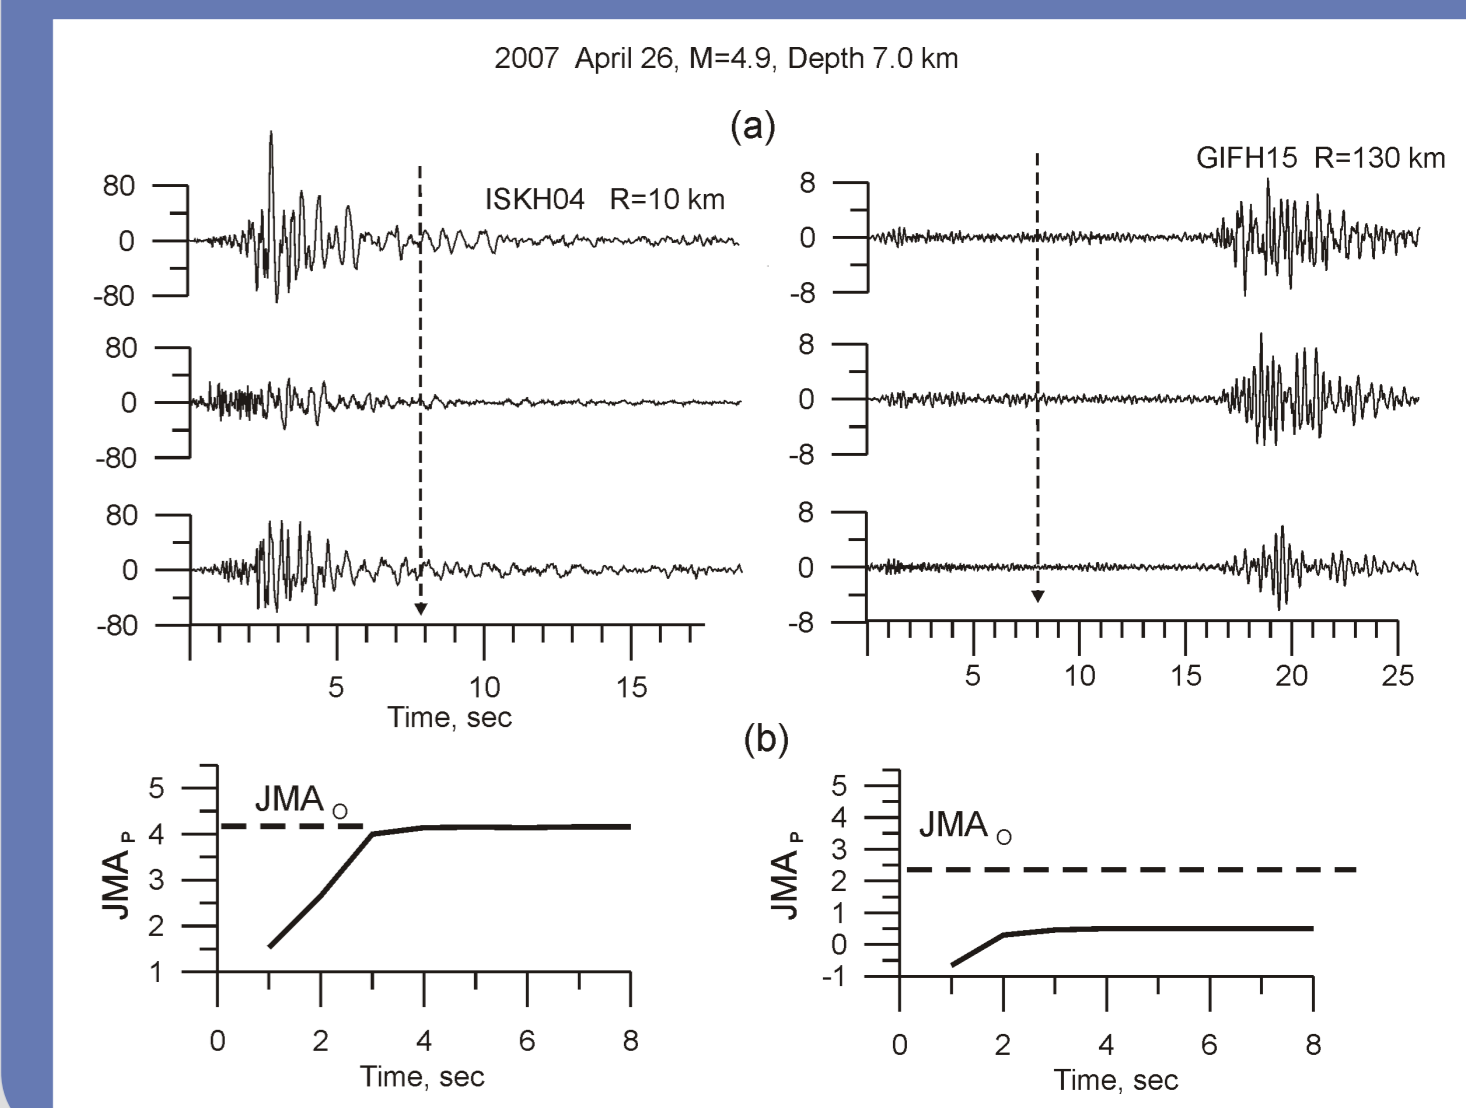 2007 April 26, M=4.9, Depth 7.0 km
(a)
ISKH04 R=10 km
80
0
-80
80
0
-80
80
0
-80
5 10 15
Time, sec
GIFH15 R=130 km
8
0
-8
8
0
-8
8
0
-8
5 10 15 20 25
(b)
JMA P
5
4
3
2
1
JMA O
0 2 4 6 8
Time, sec
JMA P
5
4
3
2
1
0
-1
JMA O
0 2 4 6 8
Time, sec